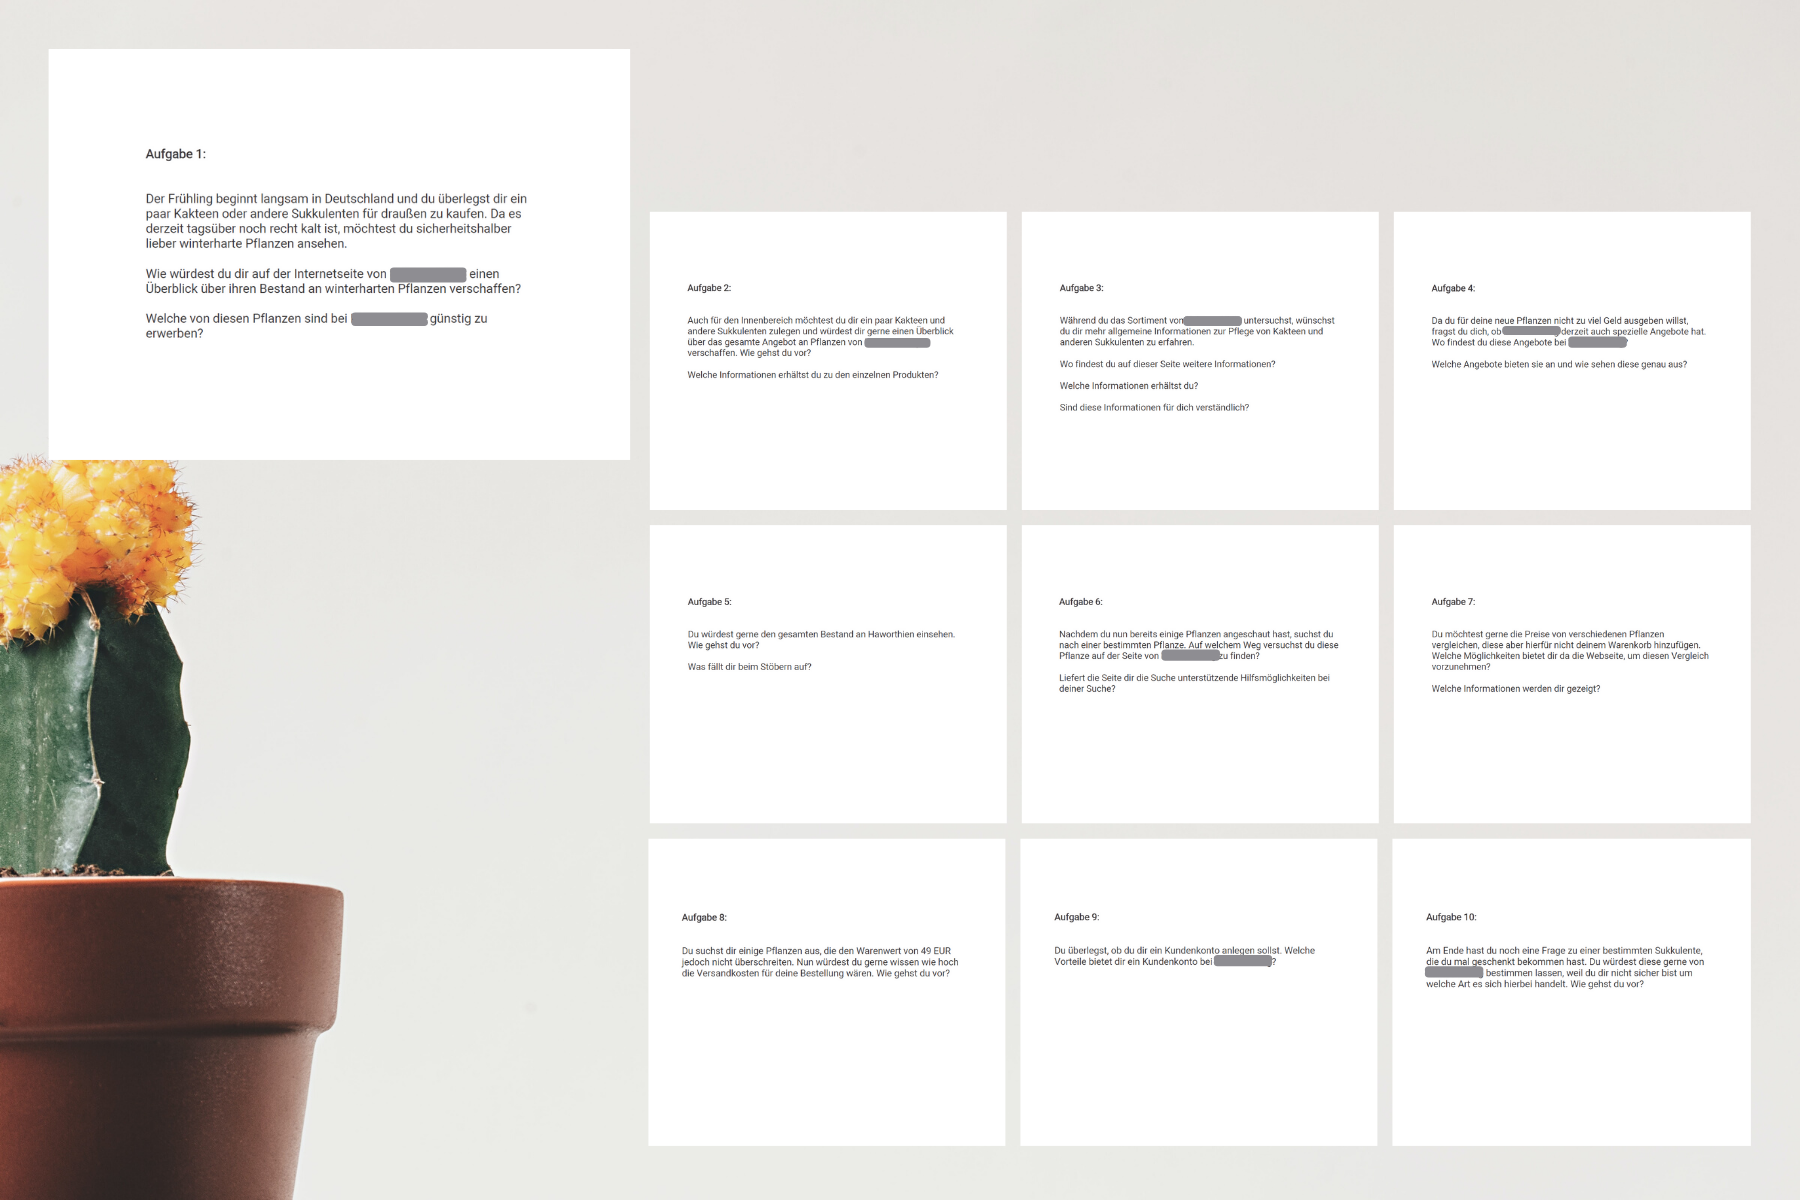 Aufgabe 1:
Der Frühling beginnt langsam in Deutschland und du überlegst dir ein
paar Kakteen oder andere Sukkulenten für draußen zu kaufen. Da es
derzeit tagsüber noch recht kalt ist, möchtest du sicherheitshalber
lieber winterharte Pflanzen ansehen.
Wie würdest du dir auf der Internetseite von einen
Überblick über ihren Bestand an winterharten Pflanzen verschaffen?
Welche von diesen Pflanzen sind bei günstig zu
erwerben?
Aufgabe 2:
Auch für den Innenbereich möchtest du dir ein paar Kakteen und
andere Sukkulenten zulegen und würdest dir gerne einen Überblick
über das gesamte Angebot an Pflanzen von
verschaffen. Wie gehst du vor?
Welche Informationen erhältst du zu den einzelnen Produkten?
Aufgabe 3:
Während du das Sortiment von untersuchst, wünschst
du dir mehr allgemeine Informationen zur Pflege von Kakteen und
anderen Sukkulenten zu erfahren.
Wo findest du auf dieser Seite weitere Informationen?
Welche Informationen erhältst du?
Sind diese Informationen für dich verständlich?
Aufgabe 4:
Da du für deine neue Pflanzen nicht zu viel Geld ausgeben willst,
fragst du dich, ob derzeit auch spezielle Angebote hat.
Wo findest du diese Angebote bei
Welche Angebote bieten sie an und wie sehen diese genau aus?
Aufgabe 5:
Du würdest gerne den gesamten Bestand an Haworthien einsehen.
Wie gehst du vor?
Was fällt dir beim Stöbern auf?
Aufgabe 6:
Nachdem du nun bereits einige Pflanzen angeschaut hast, suchst du
nach einer bestimmten Pflanze. Auf welchem Weg versuchst du diese
Pflanze auf der Seite von zu finden?
Liefert die Seite dir die Suche unterstützende Hilfsmöglichkeiten bei
deiner Suche?
Aufgabe 7:
Du möchtest gerne die Preise von verschiedenen Pflanzen
vergleichen, diese aber hierfür nicht deinem Warenkorb hinzufügen.
Welche Möglichkeiten bietet dir da die Webseite, um diesen Vergleich
vorzunehmen?
Welche Informationen werden dir gezeigt?
Aufgabe 8:
Du suchst dir einige Pflanzen aus, die den Warenwert von 49 EUR
jedoch nicht überschreiten. Nun würdest du gerne wissen wie hoch
die Versandkosten für deine Bestellung wären. Wie gehst du vor?
Aufgabe 9:
Du überlegst, ob du dir ein Kundenkonto anlegen sollst. Welche
Vorteile bietet dir ein Kundenkonto bei ?
Aufgabe 10:
Am Ende hast du noch eine Frage zu einer bestimmten Sukkulente,
die du mal geschenkt bekommen hast. Du würdest diese gerne von
bestimmen lassen, weil du dir nicht sicher bist um
welche Art es sich hierbei handelt. Wie gehst du vor?